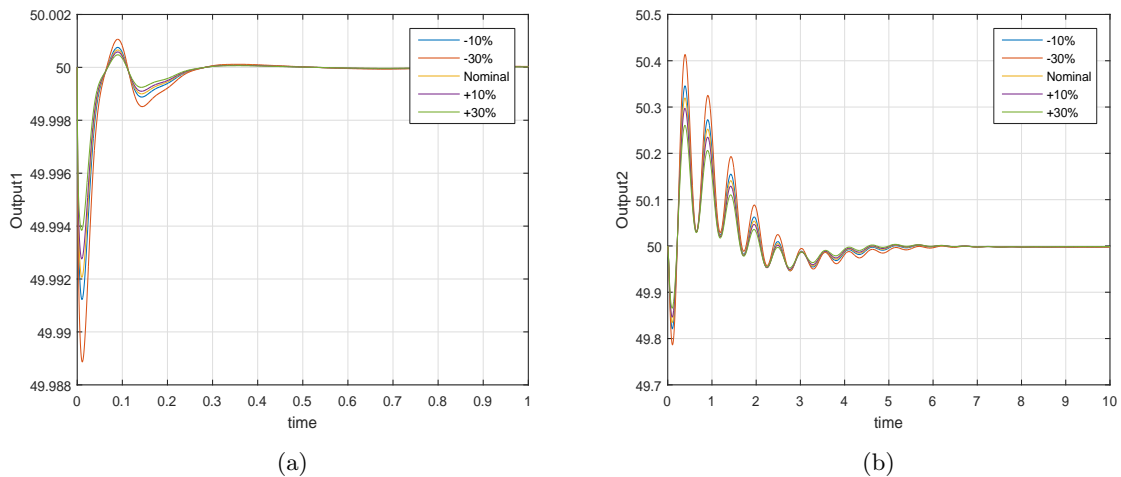 50.002
50
49.998
49.996
49.994
49.992
49.99
49.988
Output1
0 0.1 0.2 0.3 0.4 0.5 0.6 0.7 0.8 0.9 1
time
-10%
-30%
Nominal
+10%
+30%
(a)
50.5
50.4
50.3
50.2
50.1
50
49.9
49.8
49.7
Output2
0 1 2 3 4 5 6 7 8 9 10
time
-10%
-30%
Nominal
+10%
+30%
(b)